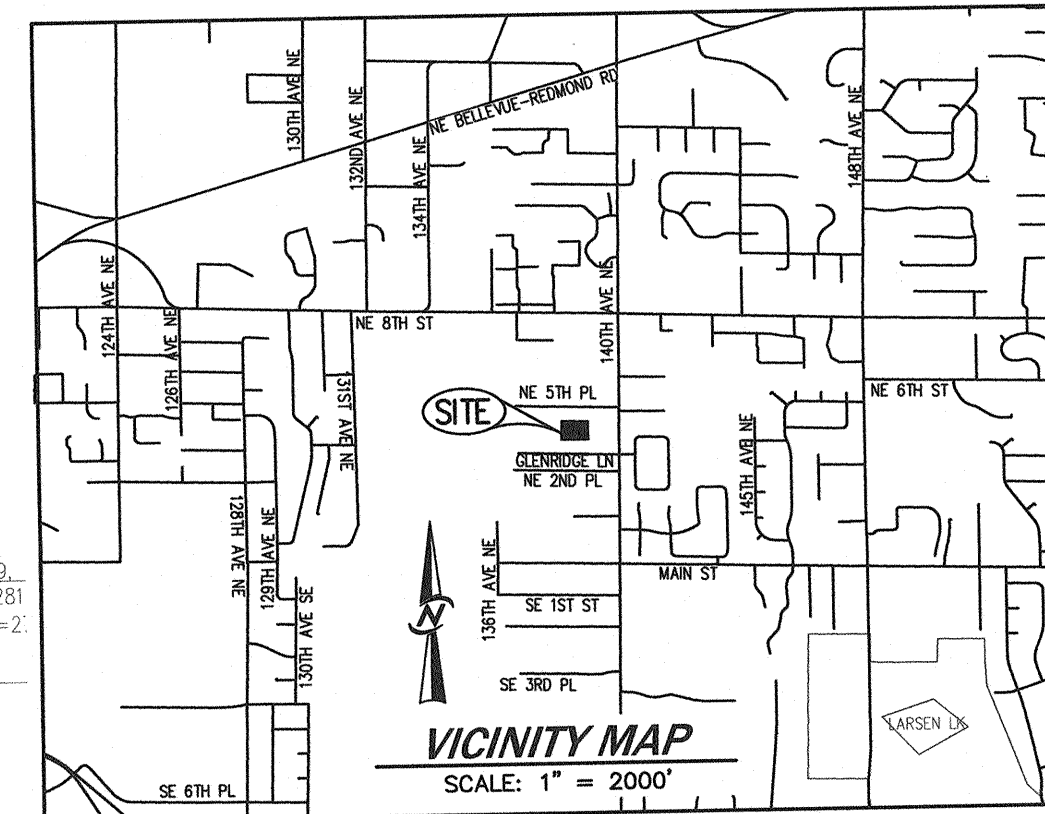 130TH AVE NE
132ND AVE NE
134TH AVE NE
NE BELLEVUE-REDMOND RD
148TH AVE NE
124TH AVE NE
126TH AVE NE
NE 8TH ST
140TH AVE NE
131ST AVE NE
SITE
NE 5TH PL
NE 6TH ST
GLENRIDGE LN
NE 2ND PL
145TH AVE NE
128TH AVE NE
129TH AVE NE
136TH AVE NE
MAIN ST
9,
281
=2
130TH AVE SE
N
SE 1ST ST
SE 3RD PL
LARSEN LK
VICINITY MAP
SCALE: 1" = 2000'
SE 6TH PL